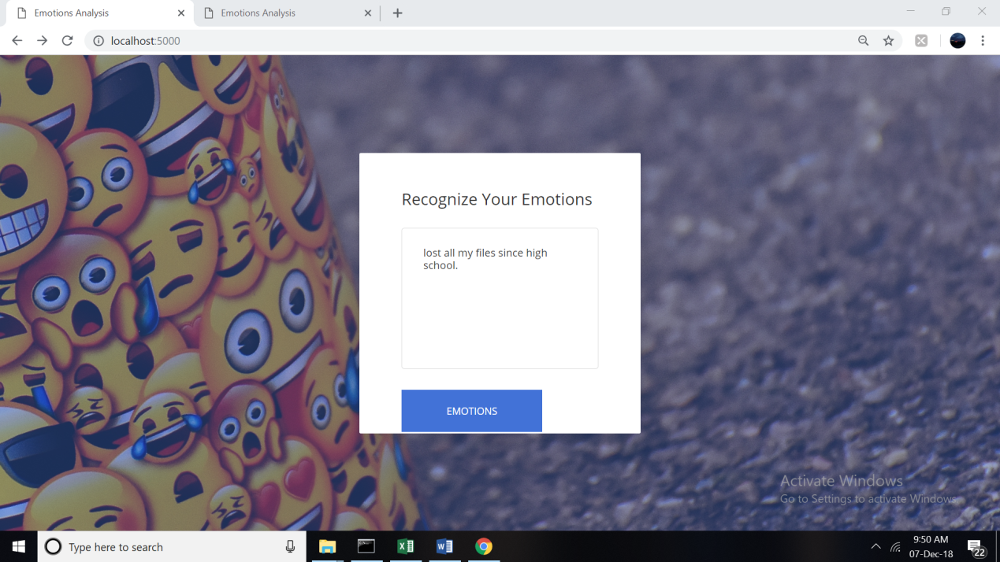 Emotions Analysis
Emotions Analysis
localhost:5000
Recognize Your Emotions
lost all my files since high
school.
EMOTIONS
Activate Windows
Go to Settings to activate Windows.
Type here to search
9:50 AM
07-Dec-18
22